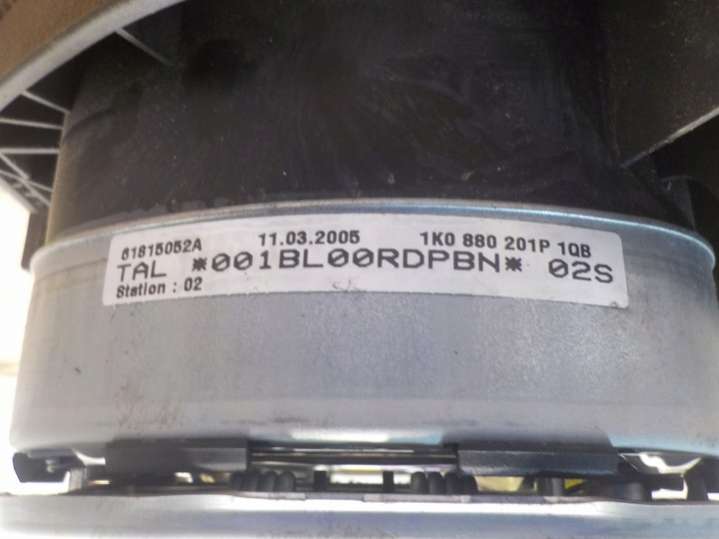 61815052A 11.03.2005 1K0 880 201P 1QB
TAL *001BL00RDPBN* 02S
Station : 02